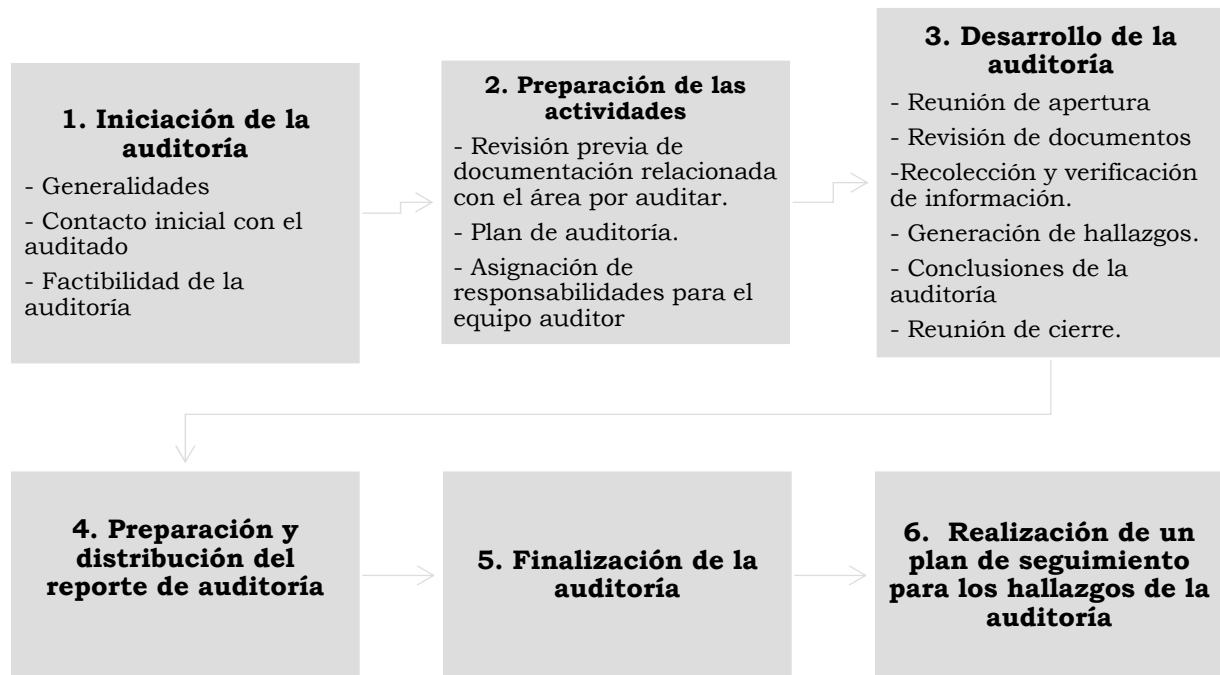 1. Iniciación de la
auditoría
- Generalidades
- Contacto inicial con el
auditado
- Factibilidad de la
auditoría
2. Preparación de las
actividades
- Revisión previa de
documentación relacionada
con el área por auditar.
- Plan de auditoría.
- Asignación de
responsabilidades para el
equipo auditor
3. Desarrollo de la
auditoría
- Reunión de apertura
- Revisión de documentos
-Recolección y verificación
de información.
- Generación de hallazgos.
- Conclusiones de la
auditoría
- Reunión de cierre.
4. Preparación y
distribución del
reporte de auditoría
5. Finalización de la
auditoría
6. Realización de un
plan de seguimiento
para los hallazgos de la
auditoría